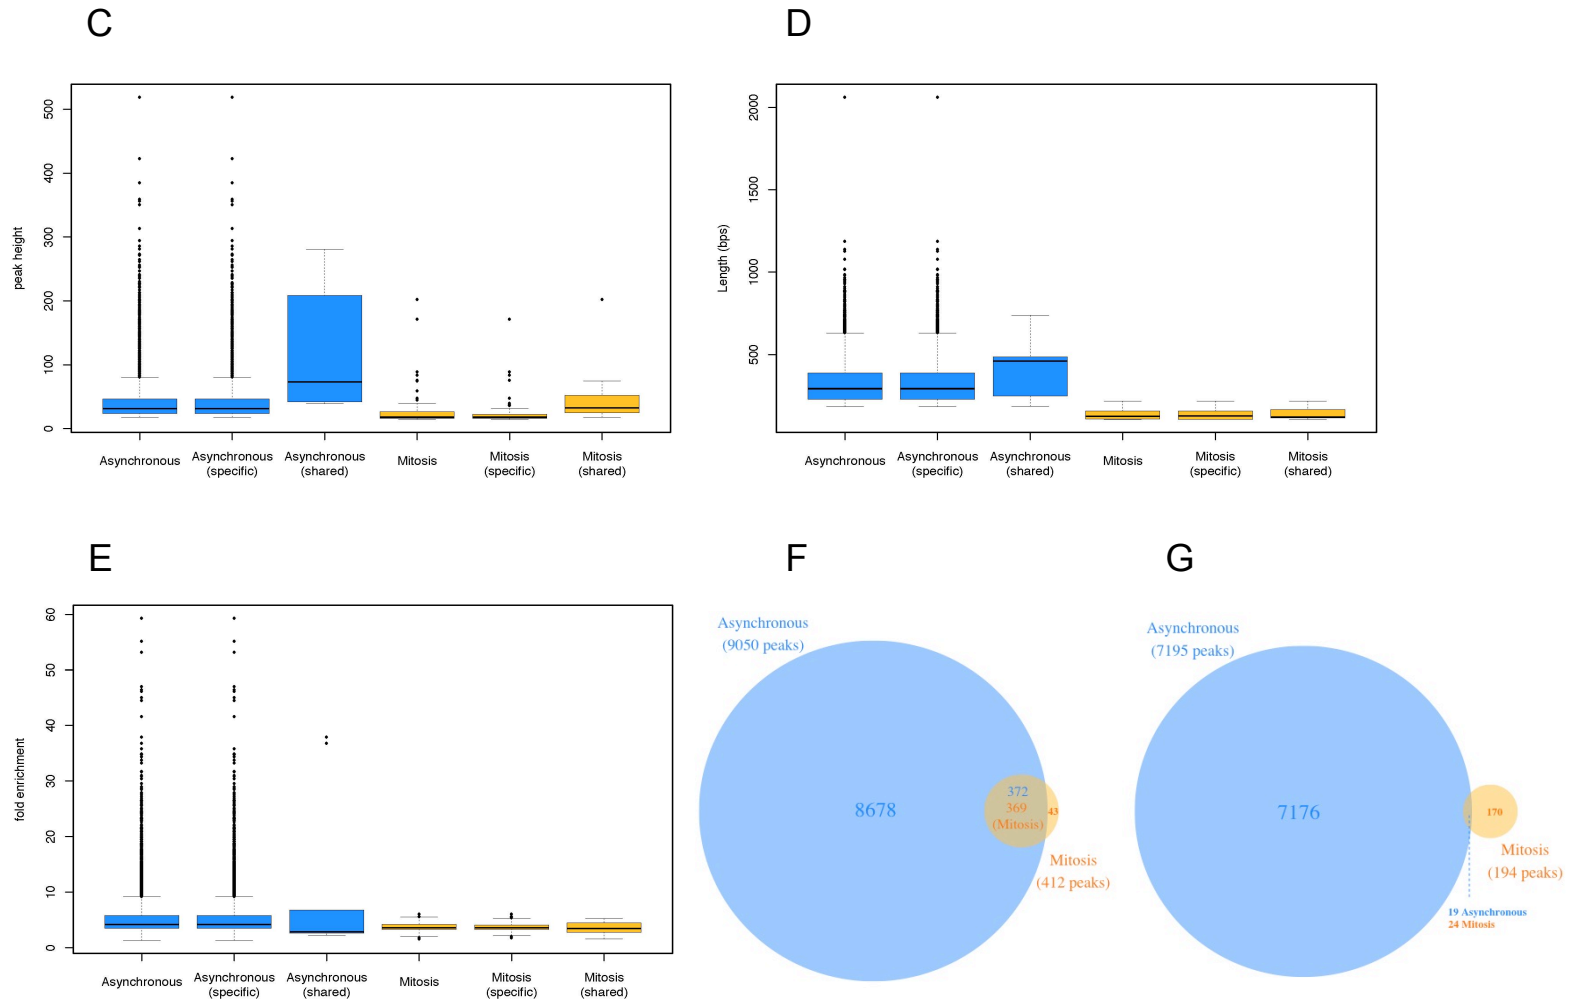 C
peak height
0
100
200
300
400
500
Asynchronous
Asynchronous
(specific)
Asynchronous
(shared)
Mitosis
Mitosis
(specific)
Mitosis
(shared)
D
Length (bps)
500
1000
1500
2000
Asynchronous
Asynchronous
(specific)
Asynchronous
(shared)
Mitosis
Mitosis
(specific)
Mitosis
(shared)
E
fold enrichment
0
10
20
30
40
50
60
Asynchronous
Asynchronous
(specific)
Asynchronous
(shared)
Mitosis
Mitosis
(specific)
Mitosis
(shared)
F
Asynchronous
(9050 peaks)
8678
372
369
(Mitosis)
43
Mitosis
(412 peaks)
G
Asynchronous
(7195 peaks)
7176
170
Mitosis
(194 peaks)
19 Asynchronous
24 Mitosis